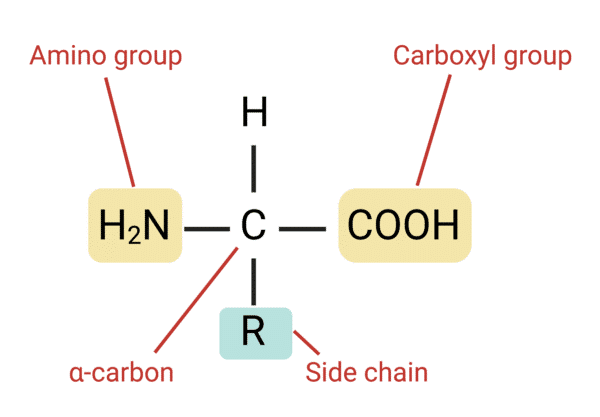 Amino group
Carboxyl group
H
H₂N
C
COOH
R
α-carbon
Side chain